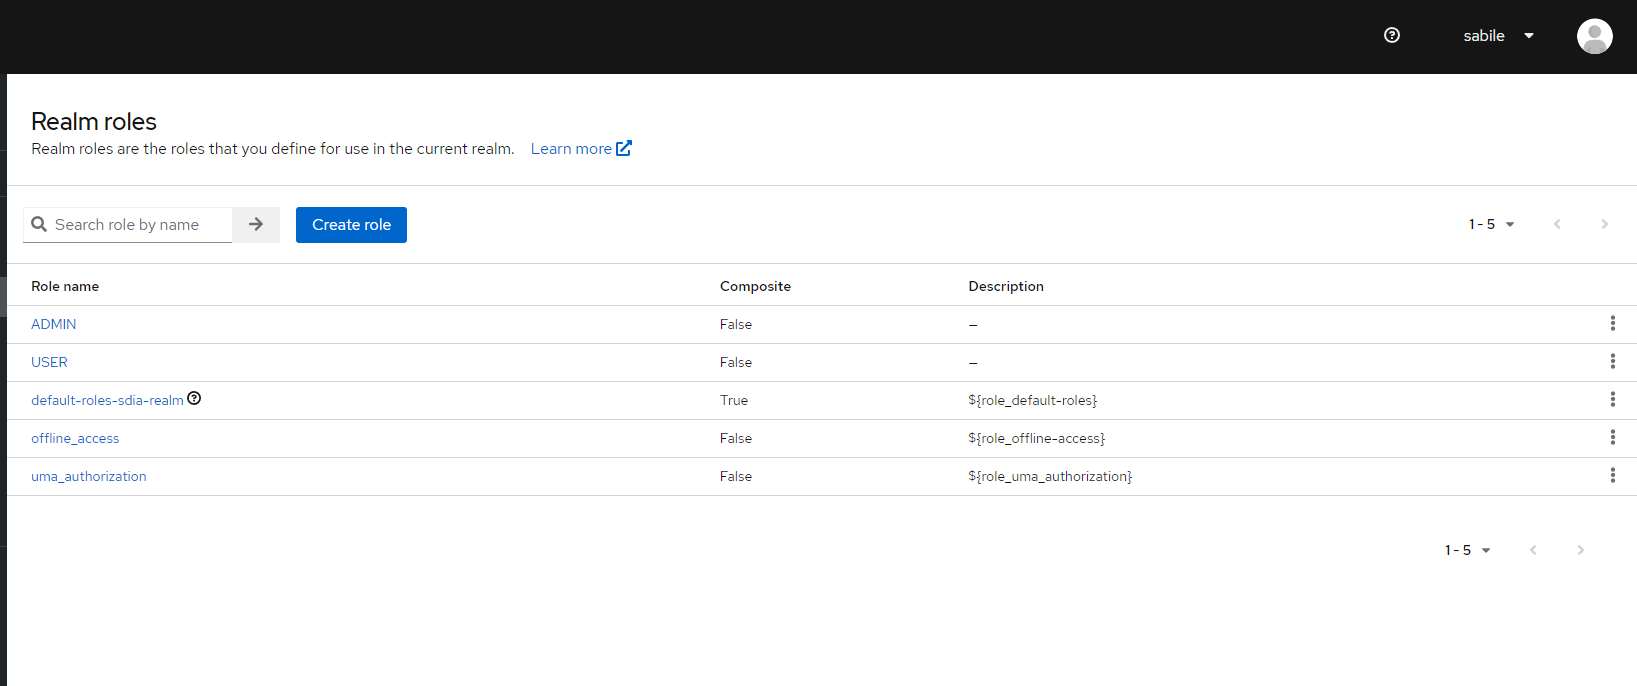 sabile
Realm roles
Realm roles are the roles that you define for use in the current realm. Learn more
Search role by name Create role 1 - 5
Role name Composite Description
ADMIN False –
USER False –
default-roles-sdia-realm True ${role_default-roles}
offline_access False ${role_offline-access}
uma_authorization False ${role_uma_authorization}
1 - 5